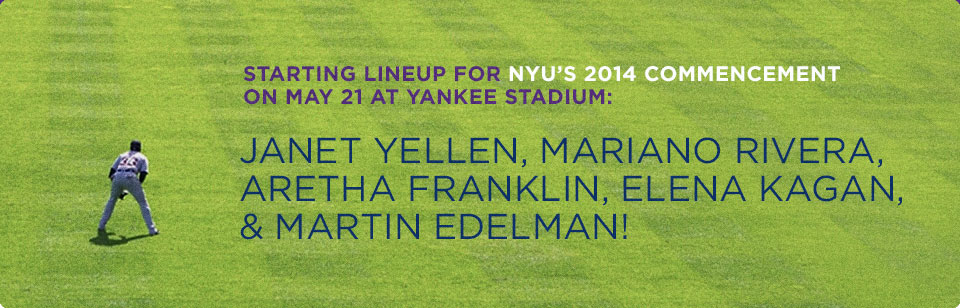 STARTING LINEUP FOR NYU'S 2014 COMMENCEMENT
ON MAY 21 AT YANKEE STADIUM:
JANET YELLEN, MARIANO RIVERA,
ARETHA FRANKLIN, ELENA KAGAN,
& MARTIN EDELMAN!